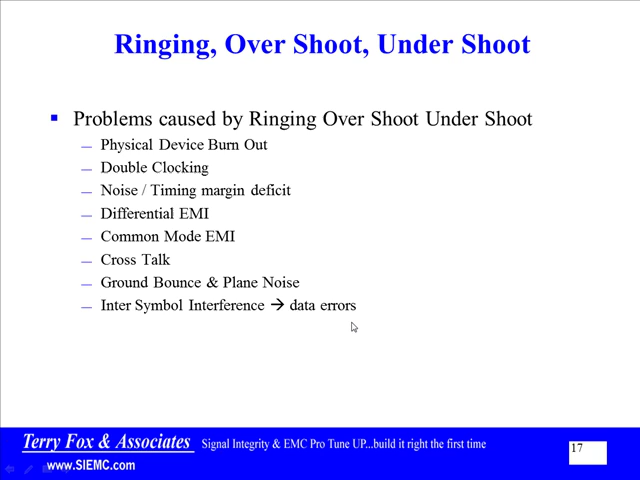 Ringing, Over Shoot, Under Shoot
Problems caused by Ringing Over Shoot Under Shoot
Physical Device Burn Out
Double Clocking
Noise / Timing margin deficit
Differential EMI
Common Mode EMI
Cross Talk
Ground Bounce & Plane Noise
Inter Symbol Interference → data errors
Terry Fox & Associates Signal Integrity & EMC Pro Tune UP...build it right the first time
17
www.SIEMC.com